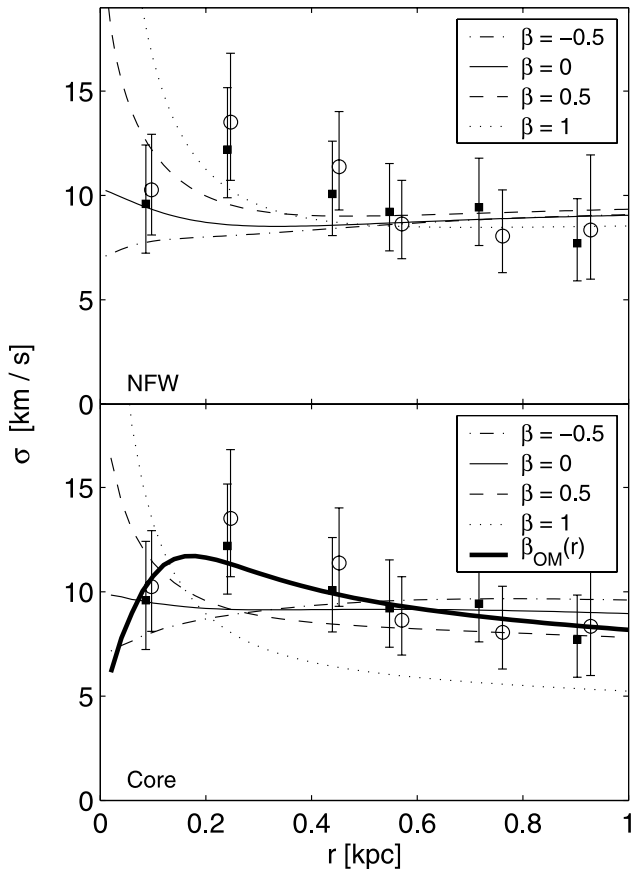 15
10
5
0
β = −0.5
β = 0
β = 0.5
β = 1
NFW
σ [km / s]
15
10
5
0
β = −0.5
β = 0
β = 0.5
β = 1
β_OM(r)
Core
0 0.2 0.4 0.6 0.8 1
r [kpc]